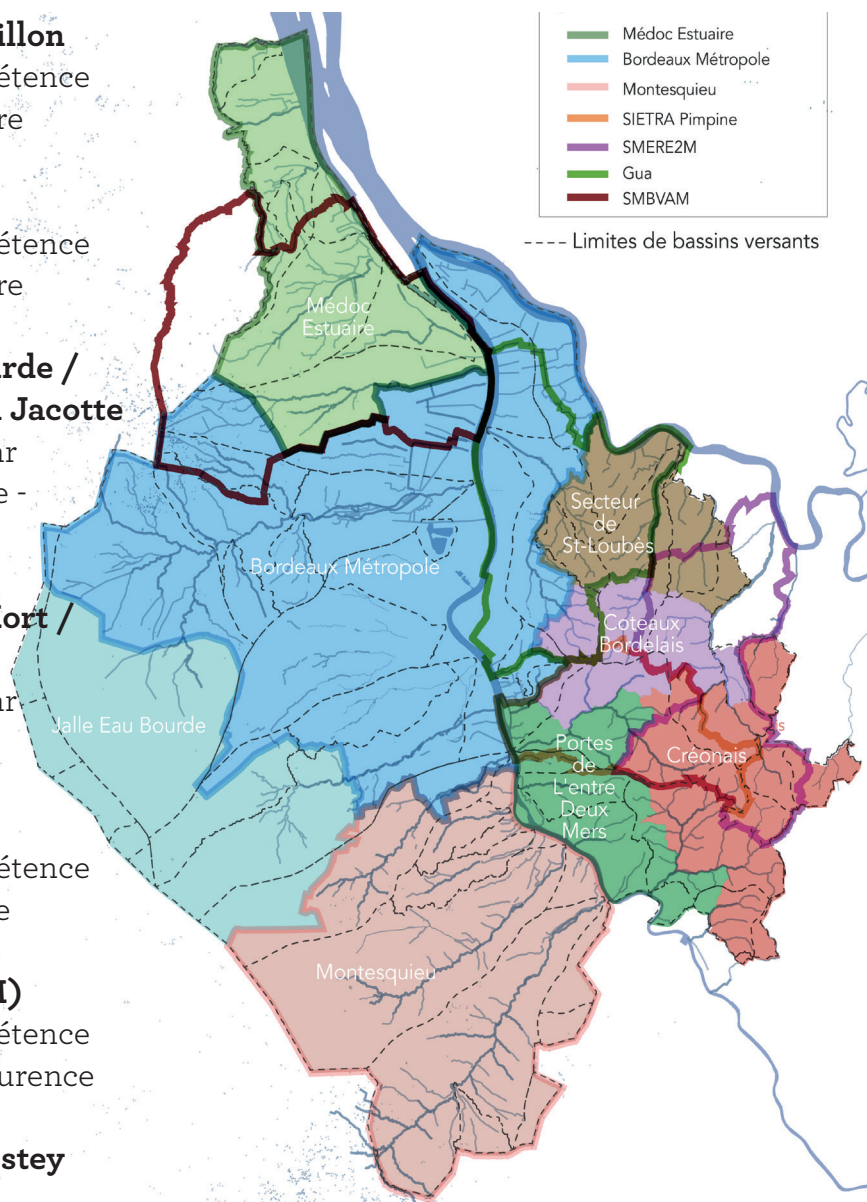 illon
étence
re
étence
re
rde /
Jacotte
ar
e -
ort /
ar
étence
e
I)
étence
urence
stey
Médoc Estuaire
Bordeaux Métropole
Montesquieu
SIETRA Pimpine
SMERE2M
Gua
SMBVAM
---- Limites de bassins versants
Médoc
Estuaire
Secteur
de
St-Loubès
Bordeaux Métropole
Coteaux
Bordelais
Jalle Eau Bourde
Portes
de
L'entre
Deux
Mers
Créonais
s
Montesquieu